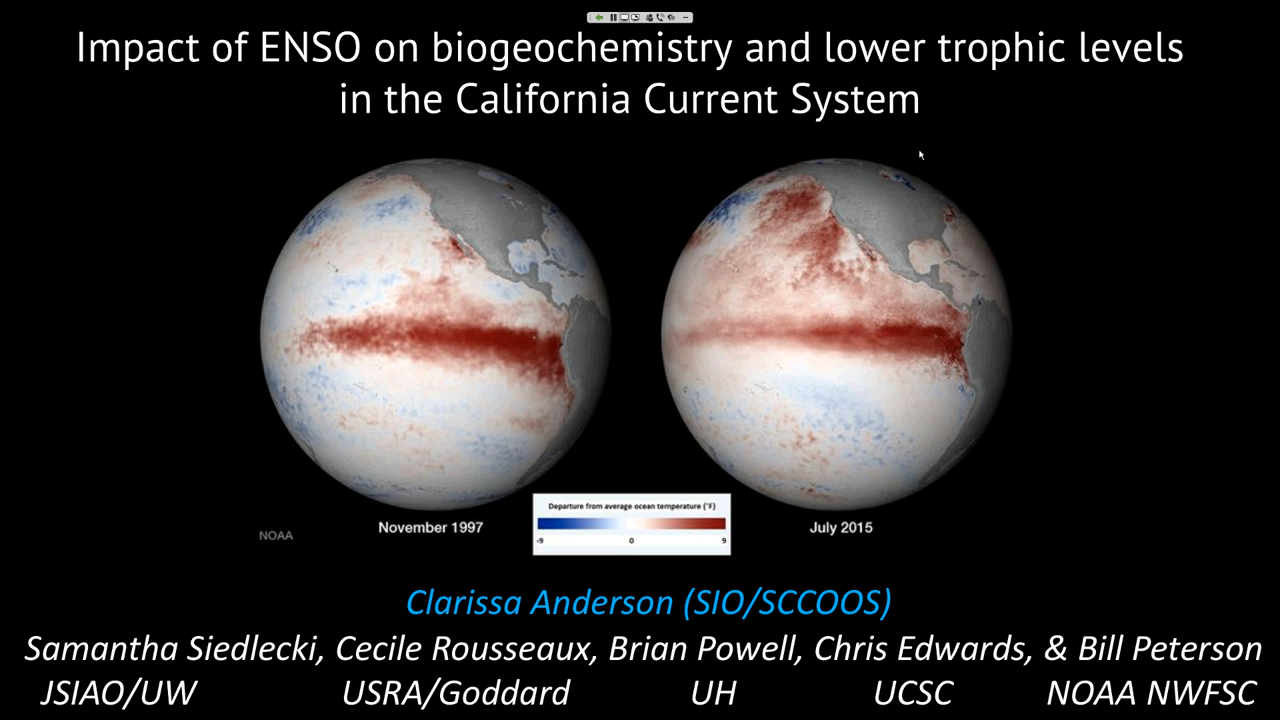 Impact of ENSO on biogeochemistry and lower trophic levels
in the California Current System
NOAA
November 1997
Departure from average ocean temperature (°F)
-9 0 9
July 2015
Clarissa Anderson (SIO/SCCOOS)
Samantha Siedlecki, Cecile Rousseaux, Brian Powell, Chris Edwards, & Bill Peterson
JSIAO/UW USRA/Goddard UH UCSC NOAA NWFSC